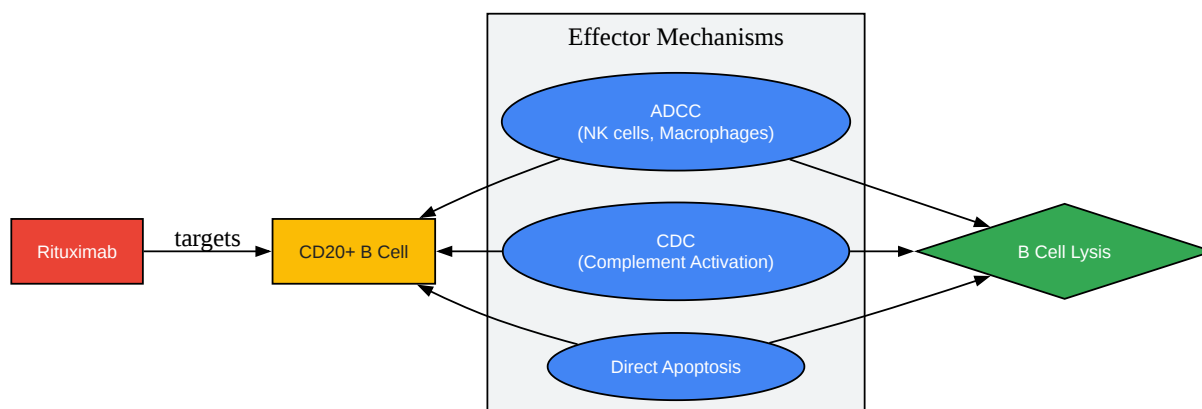 Effector Mechanisms
ADCC
(NK cells, Macrophages)
Rituximab
targets
CD20+ B Cell
CDC
(Complement Activation)
B Cell Lysis
Direct Apoptosis